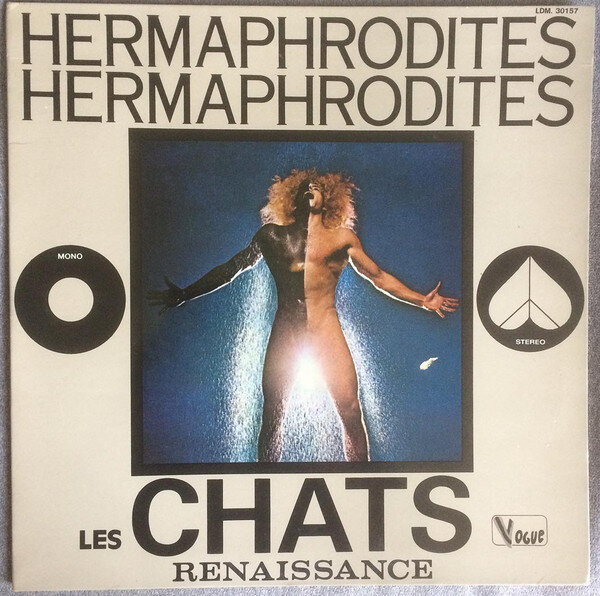 LDM. 30157
HERMAPHRODITES
HERMAPHRODITES
MONO
STEREO
LES CHATS
Vogue
RENAISSANCE